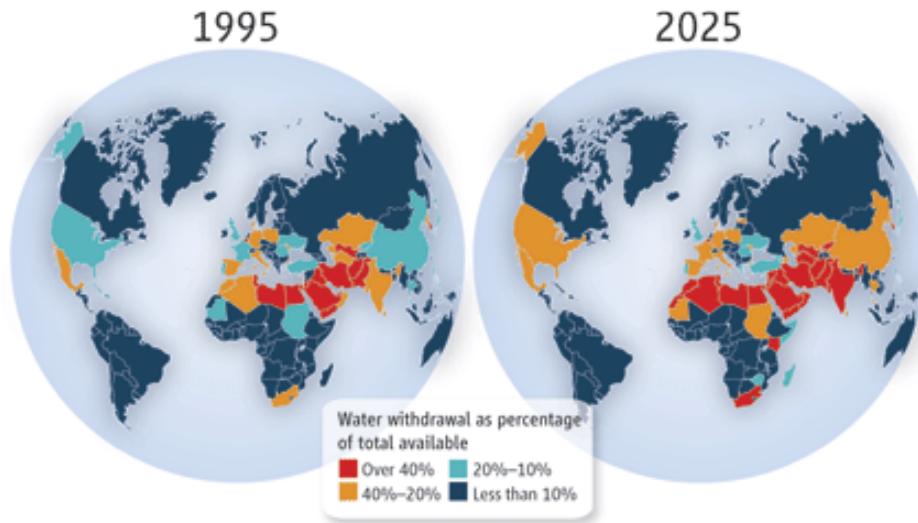 1995
2025
Water withdrawal as percentage
of total available
Over 40%
20%–10%
40%–20%
Less than 10%